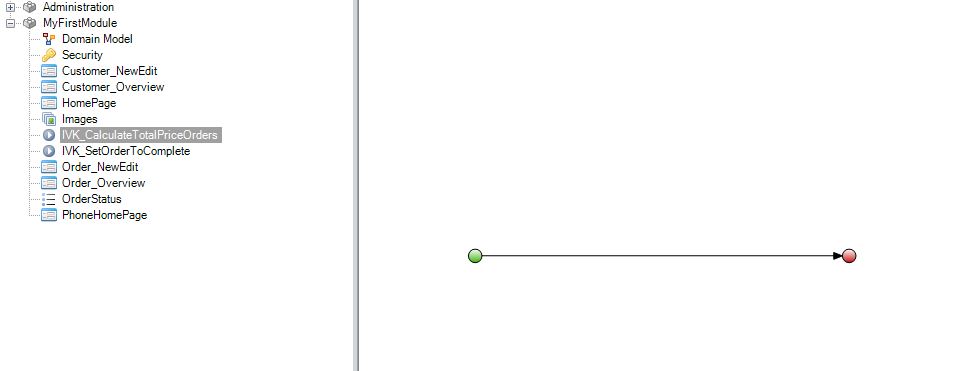 Administration
MyFirstModule
Domain Model
Security
Customer_NewEdit
Customer_Overview
HomePage
Images
IVK_CalculateTotalPriceOrders
IVK_SetOrderToComplete
Order_NewEdit
Order_Overview
OrderStatus
PhoneHomePage